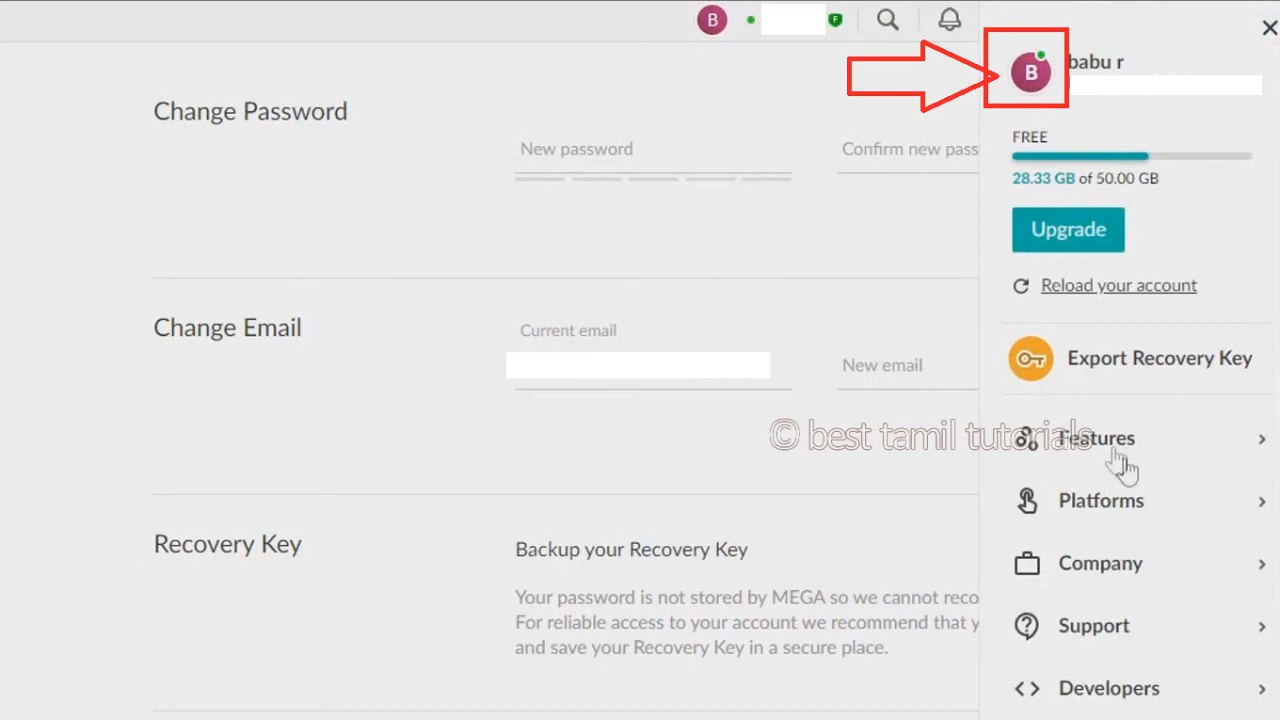 B
F
B
babu r
Change Password
New password
Confirm new pass
FREE
28.33 GB of 50.00 GB
Upgrade
Reload your account
Change Email
Current email
New email
Export Recovery Key
© best tamil tutorials
Features
Platforms
Company
Support
Developers
Recovery Key
Backup your Recovery Key
Your password is not stored by MEGA so we cannot reco
For reliable access to your account we recommend that y
and save your Recovery Key in a secure place.